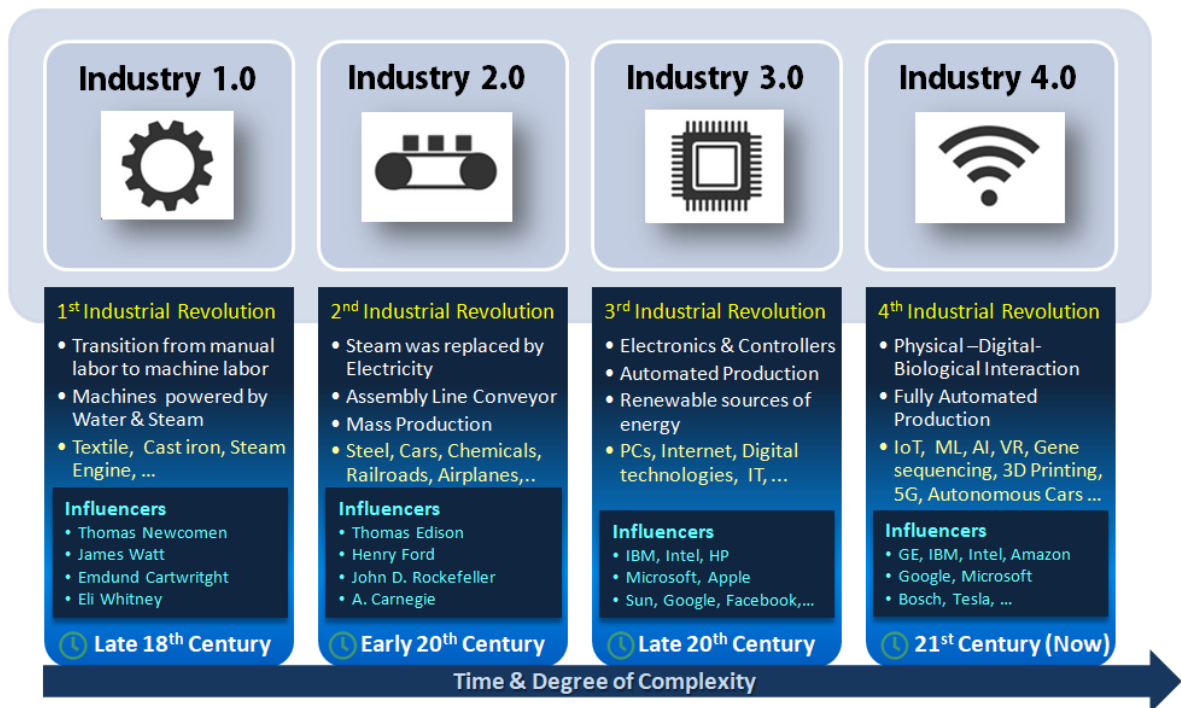 Industry 1.0
Industry 2.0
Industry 3.0
Industry 4.0
1st Industrial Revolution
• Transition from manual
labor to machine labor
• Machines powered by
Water & Steam
• Textile, Cast iron, Steam
Engine, ...
Influencers
• Thomas Newcomen
• James Watt
• Emdund Cartwritght
• Eli Whitney
Late 18th Century
2nd Industrial Revolution
• Steam was replaced by
Electricity
• Assembly Line Conveyor
• Mass Production
• Steel, Cars, Chemicals,
Railroads, Airplanes,..
Influencers
• Thomas Edison
• Henry Ford
• John D. Rockefeller
• A. Carnegie
Early 20th Century
3rd Industrial Revolution
• Electronics & Controllers
• Automated Production
• Renewable sources of
energy
• PCs, Internet, Digital
technologies, IT, ...
Influencers
• IBM, Intel, HP
• Microsoft, Apple
• Sun, Google, Facebook,...
Late 20th Century
4th Industrial Revolution
• Physical –Digital-
Biological Interaction
• Fully Automated
Production
• IoT, ML, AI, VR, Gene
sequencing, 3D Printing,
5G, Autonomous Cars ...
Influencers
• GE, IBM, Intel, Amazon
• Google, Microsoft
• Bosch, Tesla, ...
21st Century (Now)
Time & Degree of Complexity